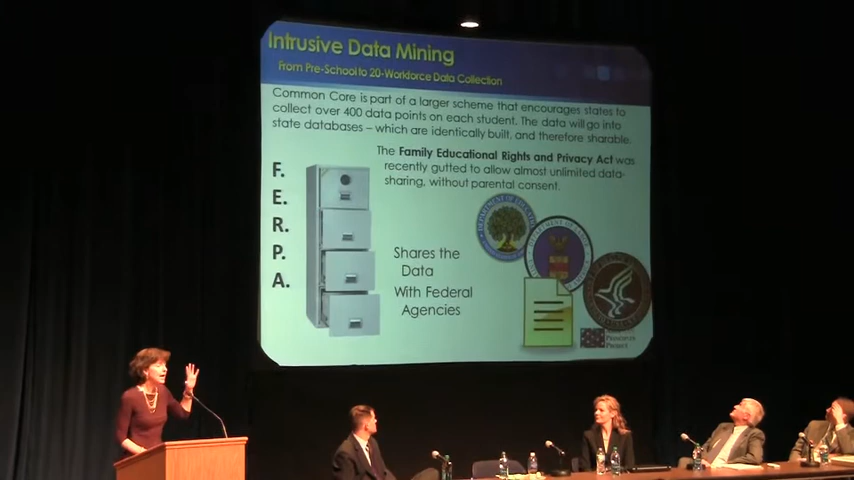 Intrusive Data Mining
From Pre-School to 20-Workforce Data Collection
Common Core is part of a larger scheme that encourages states to
collect over 400 data points on each student. The data will go into
state databases – which are identically built, and therefore sharable.
The Family Educational Rights and Privacy Act was
recently gutted to allow almost unlimited data-
sharing, without parental consent.
F.
E.
R.
P.
A.
Shares the
Data
With Federal
Agencies
Principles
Project